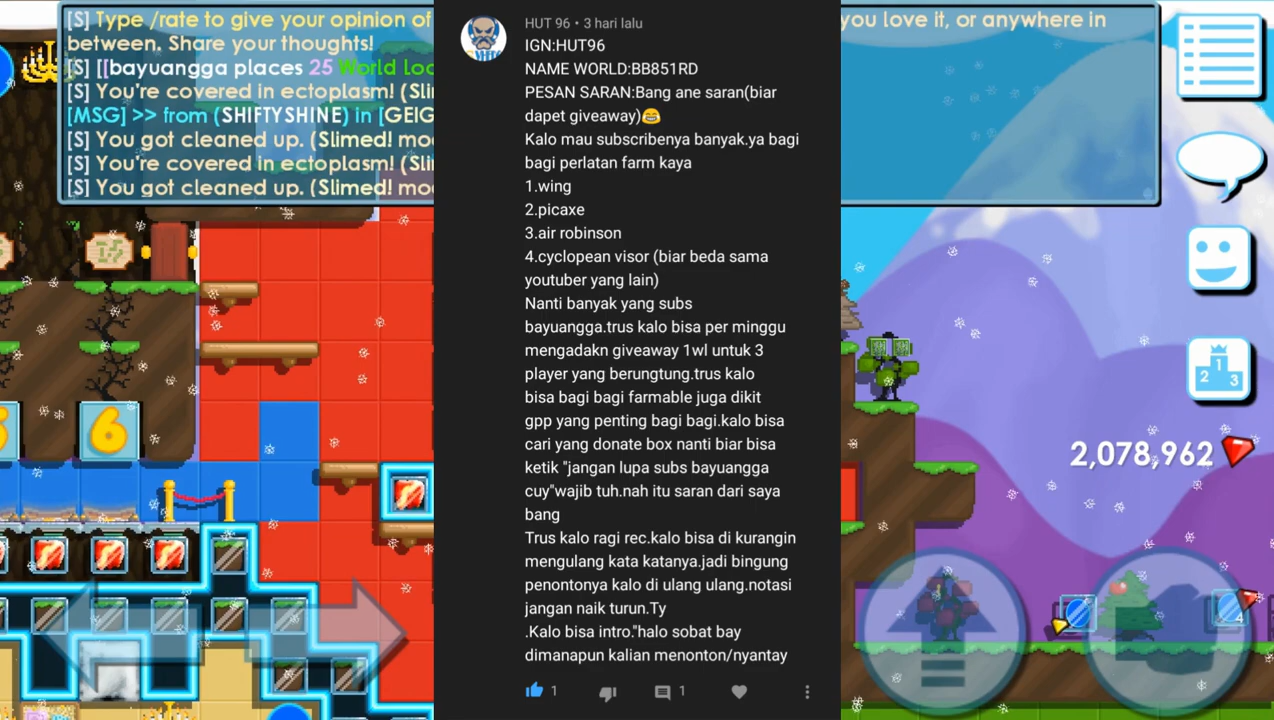 [S] Type /rate to give your opinion of
between. Share your thoughts!
[S] [[bayuangga places 25 World Loc
[S] You're covered in ectoplasm! (Sli
[MSG] >> from (SHIFTYSHINE) in [GEIG
[S] You got cleaned up. (Slimed! mo
[S] You're covered in ectoplasm! (Sli
[S] You got cleaned up. (Slimed! mo
6
HUT 96 • 3 hari lalu
IGN:HUT96
NAME WORLD:BB851RD
PESAN SARAN:Bang ane saran(biar
dapet giveaway)😂
Kalo mau subscribenya banyak.ya bagi
bagi perlatan farm kaya
1.wing
2.picaxe
3.air robinson
4.cyclopean visor (biar beda sama
youtuber yang lain)
Nanti banyak yang subs
bayuangga.trus kalo bisa per minggu
mengadakn giveaway 1wl untuk 3
player yang berungtung.trus kalo
bisa bagi bagi farmable juga dikit
gpp yang penting bagi bagi.kalo bisa
cari yang donate box nanti biar bisa
ketik "jangan lupa subs bayuangga
cuy"wajib tuh.nah itu saran dari saya
bang
Trus kalo ragi rec.kalo bisa di kurangin
mengulang kata katanya.jadi bingung
penontonya kalo di ulang ulang.notasi
jangan naik turun.Ty
.Kalo bisa intro."halo sobat bay
dimanapun kalian menonton/nyantay
1
1
you love it, or anywhere in
1
2 3
2,078,962
4